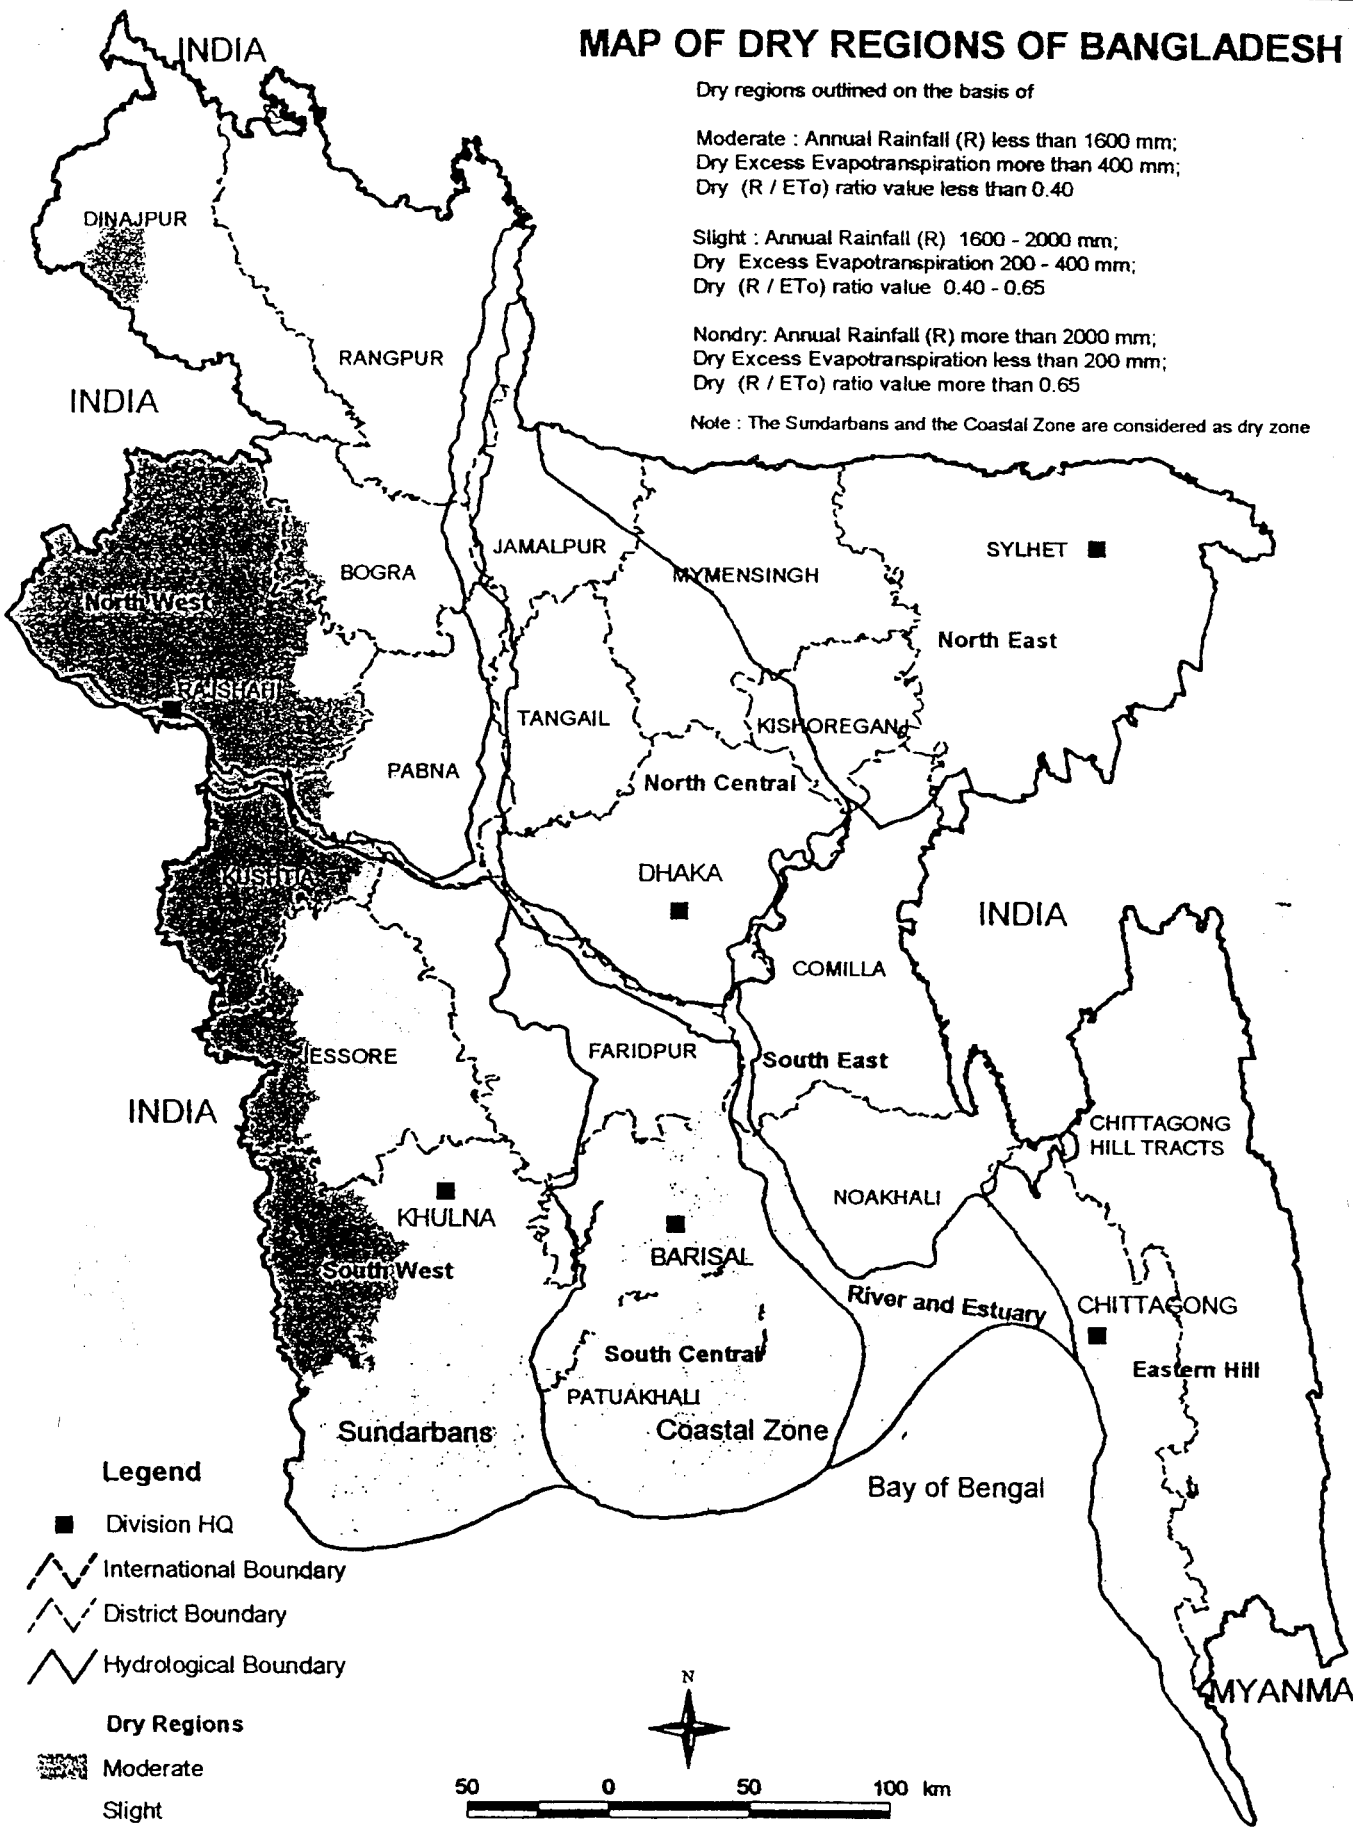 MAP OF DRY REGIONS OF BANGLADESH
Dry regions outlined on the basis of
Moderate : Annual Rainfall (R) less than 1600 mm;
Dry Excess Evapotranspiration more than 400 mm;
Dry (R / ETo) ratio value less than 0.40
Slight : Annual Rainfall (R) 1600 - 2000 mm;
Dry Excess Evapotranspiration 200 - 400 mm;
Dry (R / ETo) ratio value 0.40 - 0.65
Nondry: Annual Rainfall (R) more than 2000 mm;
Dry Excess Evapotranspiration less than 200 mm;
Dry (R / ETo) ratio value more than 0.65
Note : The Sundarbans and the Coastal Zone are considered as dry zone
INDIA
DINAJPUR
RANGPUR
INDIA
JAMALPUR
SYLHET
BOGRA
MYMENSINGH
North West
North East
RAJSHAHI
TANGAIL
KISHOREGANJ
PABNA
North Central
KUSHTIA
DHAKA
INDIA
COMILLA
JESSORE
FARIDPUR
South East
INDIA
CHITTAGONG
HILL TRACTS
NOAKHALI
KHULNA
BARISAL
South West
River and Estuary
CHITTAGONG
South Central
Eastern Hill
PATUAKHALI
Sundarbans
Coastal Zone
Bay of Bengal
MYANMA
Legend
Division HQ
International Boundary
District Boundary
Hydrological Boundary
Dry Regions
Moderate
Slight
N
50 0 50 100 km